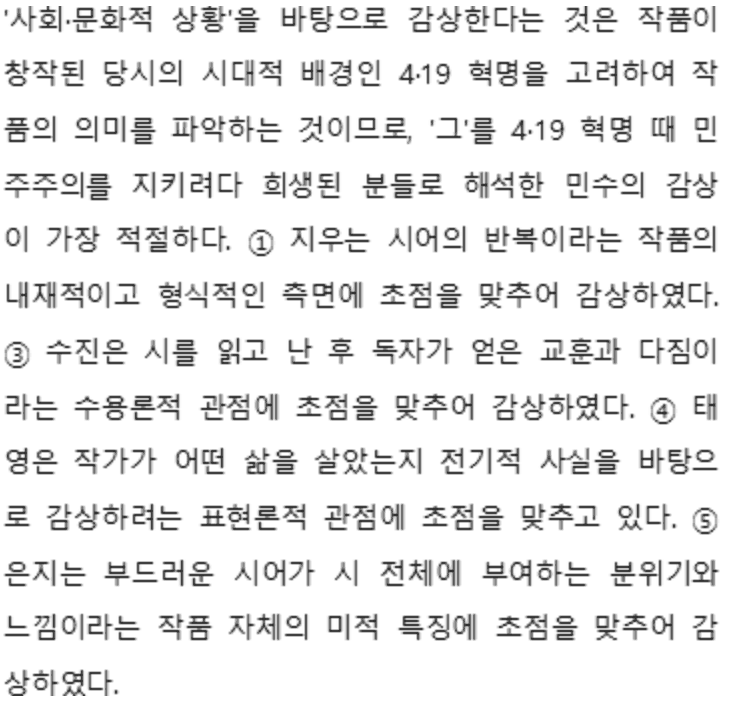 '사회·문화적 상황'을 바탕으로 감상한다는 것은 작품이
창작된 당시의 시대적 배경인 4·19 혁명을 고려하여 작
품의 의미를 파악하는 것이므로, '그'를 4·19 혁명 때 민
주주의를 지키려다 희생된 분들로 해석한 민수의 감상
이 가장 적절하다. ① 지우는 시어의 반복이라는 작품의
내재적이고 형식적인 측면에 초점을 맞추어 감상하였다.
③ 수진은 시를 읽고 난 후 독자가 얻은 교훈과 다짐이
라는 수용론적 관점에 초점을 맞추어 감상하였다. ④ 태
영은 작가가 어떤 삶을 살았는지 전기적 사실을 바탕으
로 감상하려는 표현론적 관점에 초점을 맞추고 있다. ⑤
은지는 부드러운 시어가 시 전체에 부여하는 분위기와
느낌이라는 작품 자체의 미적 특징에 초점을 맞추어 감
상하였다.